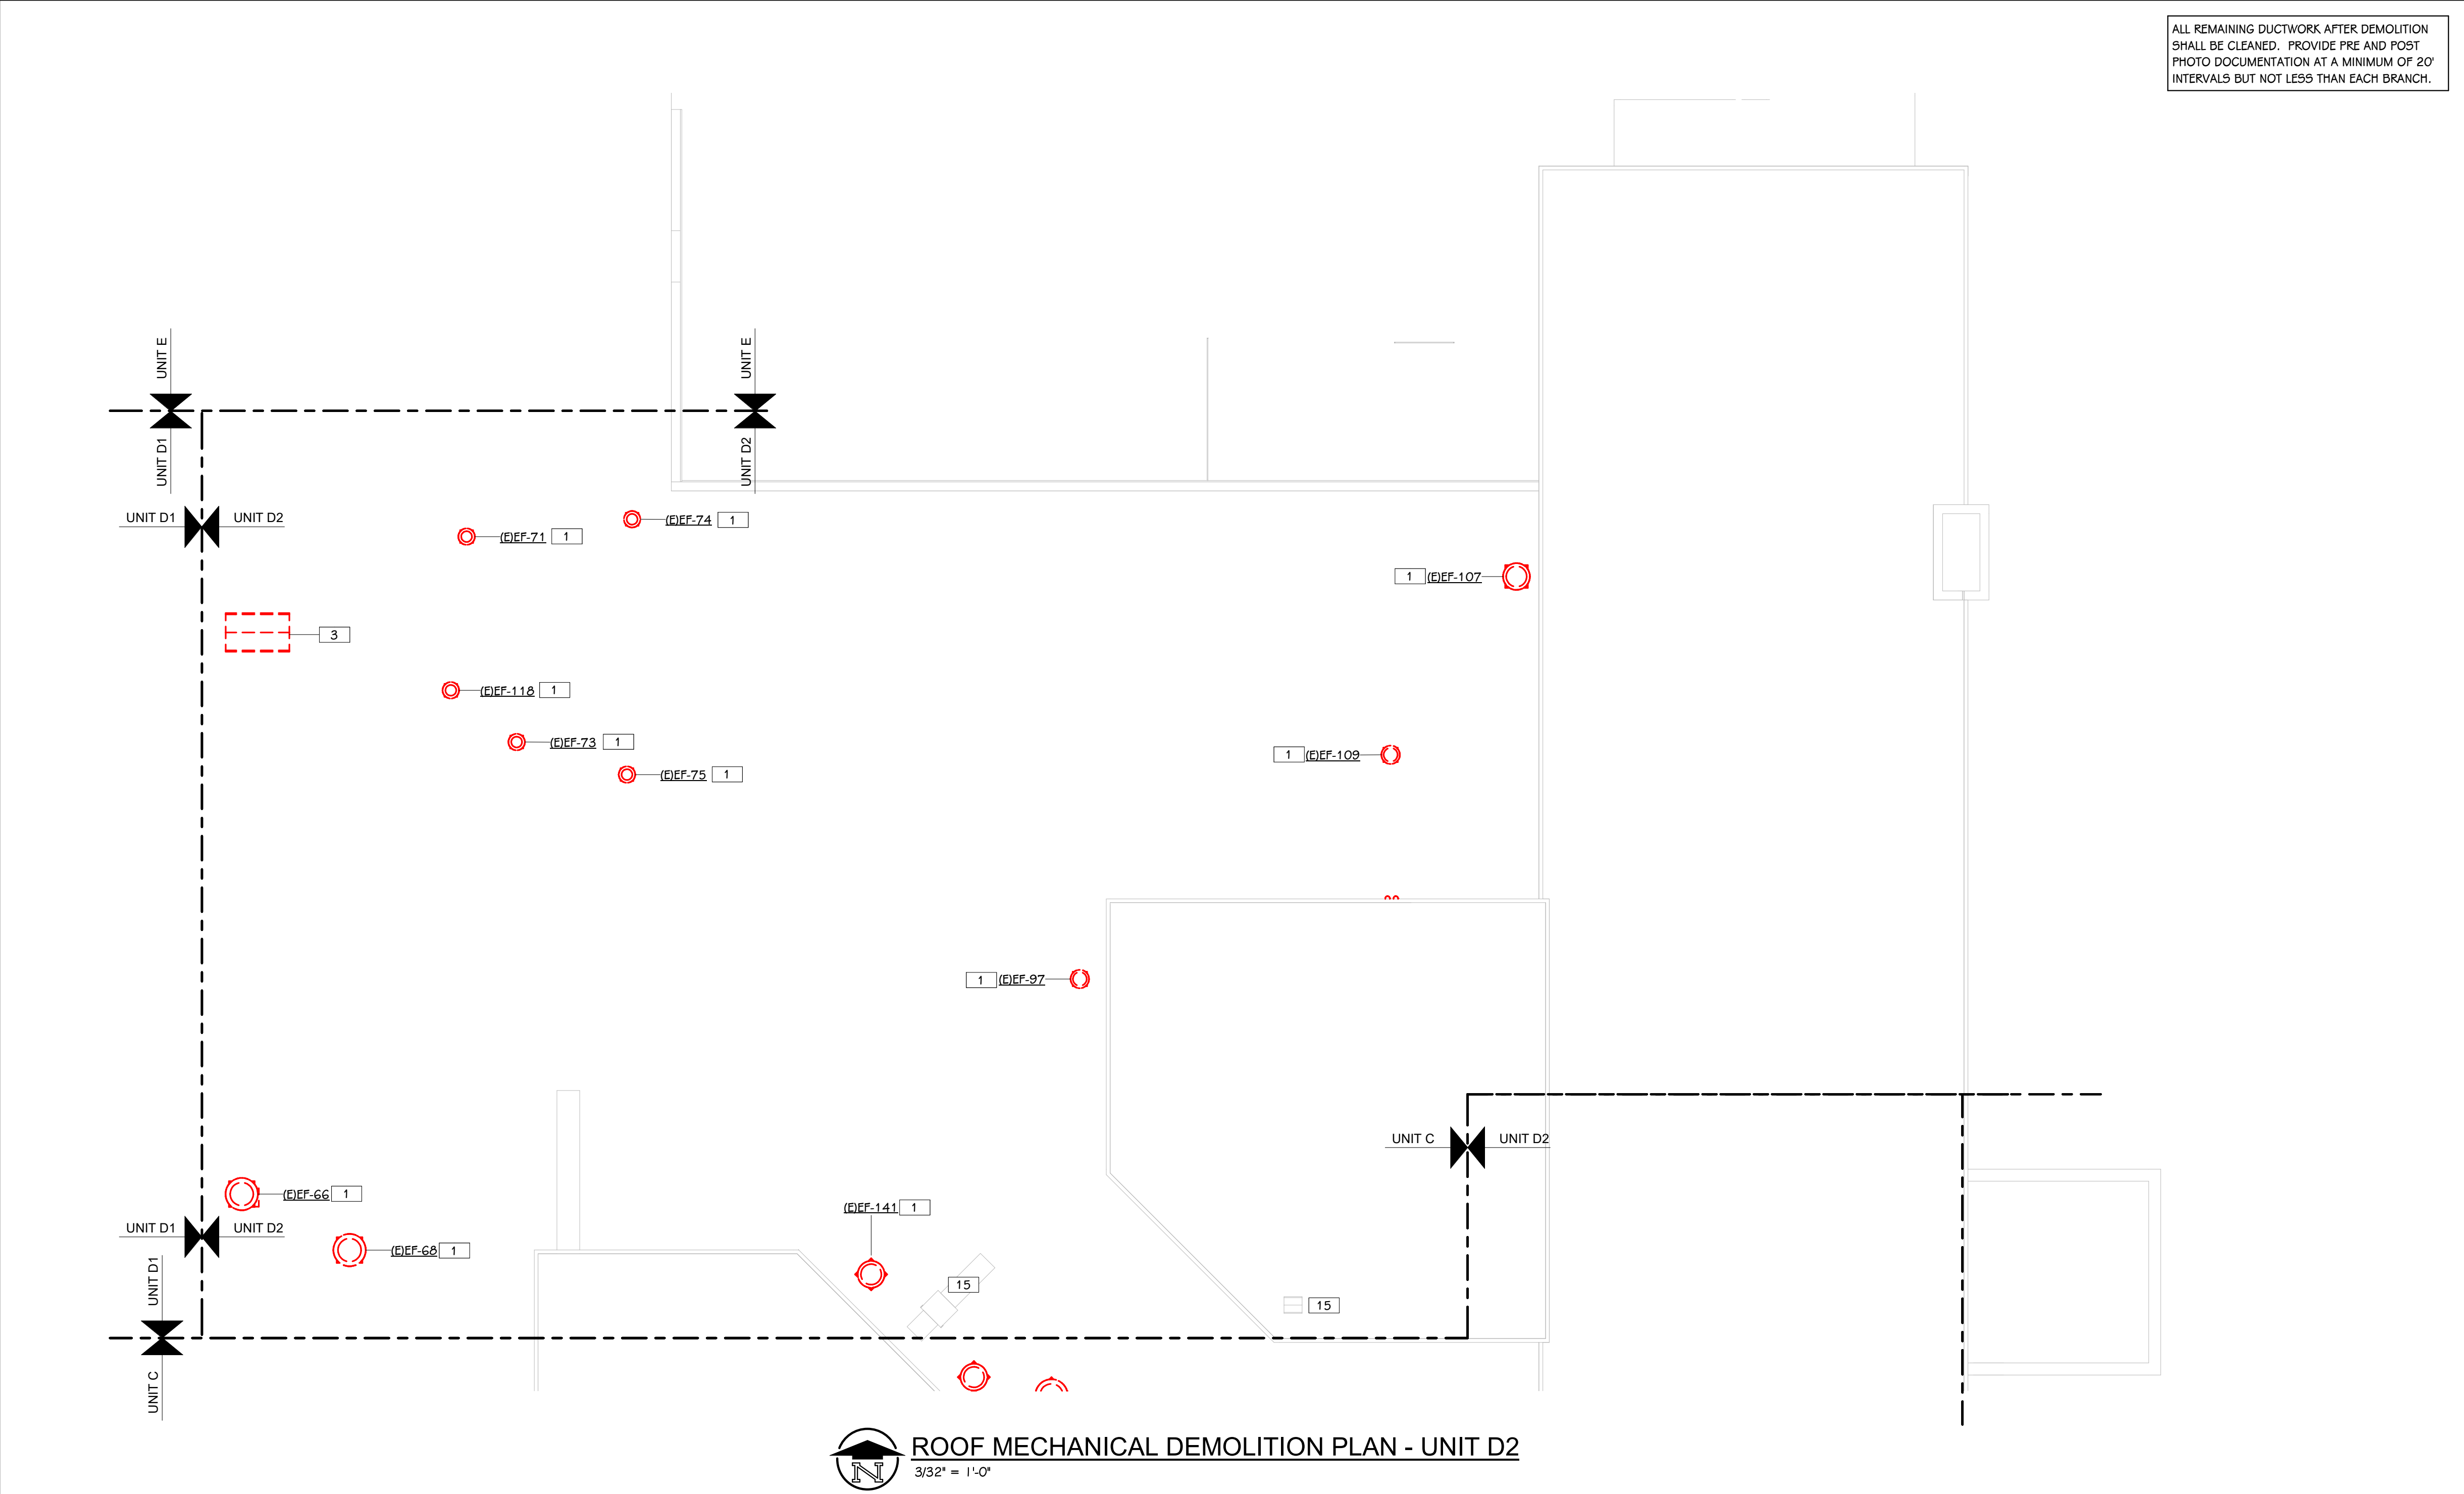 ALL REMAINING DUCTWORK AFTER DEMOLITION
SHALL BE CLEANED. PROVIDE PRE AND POST
PHOTO DOCUMENTATION AT A MINIMUM OF 20'
INTERVALS BUT NOT LESS THAN EACH BRANCH.
UNIT E
UNIT D1
UNIT E
UNIT D2
UNIT D1
UNIT D2
(E)EF-74 1
(E)EF-71 1
1 (E)EF-107
3
(E)EF-118 1
(E)EF-73 1
1 (E)EF-109
(E)EF-75 1
1 (E)EF-97
UNIT C
UNIT D2
(E)EF-66 1
(E)EF-141 1
UNIT D1
UNIT D2
(E)EF-68 1
UNIT D1
UNIT C
15
15
N
ROOF MECHANICAL DEMOLITION PLAN - UNIT D2
3/32" = 1'-0"